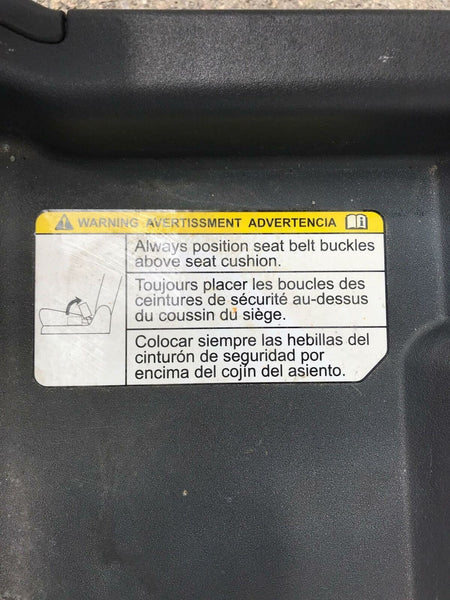 WARNING AVERTISSMENT ADVERTENCIA
Always position seat belt buckles
above seat cushion.
Toujours placer les boucles des
ceintures de sécurité au-dessus
du coussin du siège.
Colocar siempre las hebillas del
cinturón de seguridad por
encima del cojín del asiento.